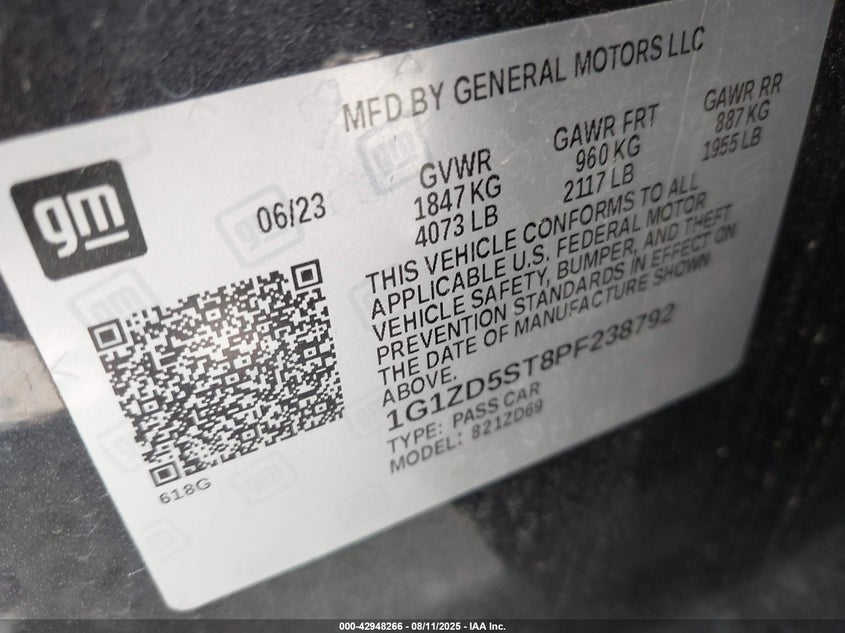 MFD BY GENERAL MOTORS LLC
gm
06/23
GVWR
1847 KG
4073 LB
GAWR FRT
960 KG
2117 LB
GAWR RR
887 KG
1955 LB
THIS VEHICLE CONFORMS TO ALL
APPLICABLE U.S. FEDERAL MOTOR
VEHICLE SAFETY, BUMPER, AND THEFT
PREVENTION STANDARDS IN EFFECT ON
THE DATE OF MANUFACTURE SHOWN
ABOVE.
1G1ZD5ST8PF238792
TYPE: PASS CAR
MODEL: 821ZD69
618G
000-42948266 - 08/11/2025 - IAA Inc.